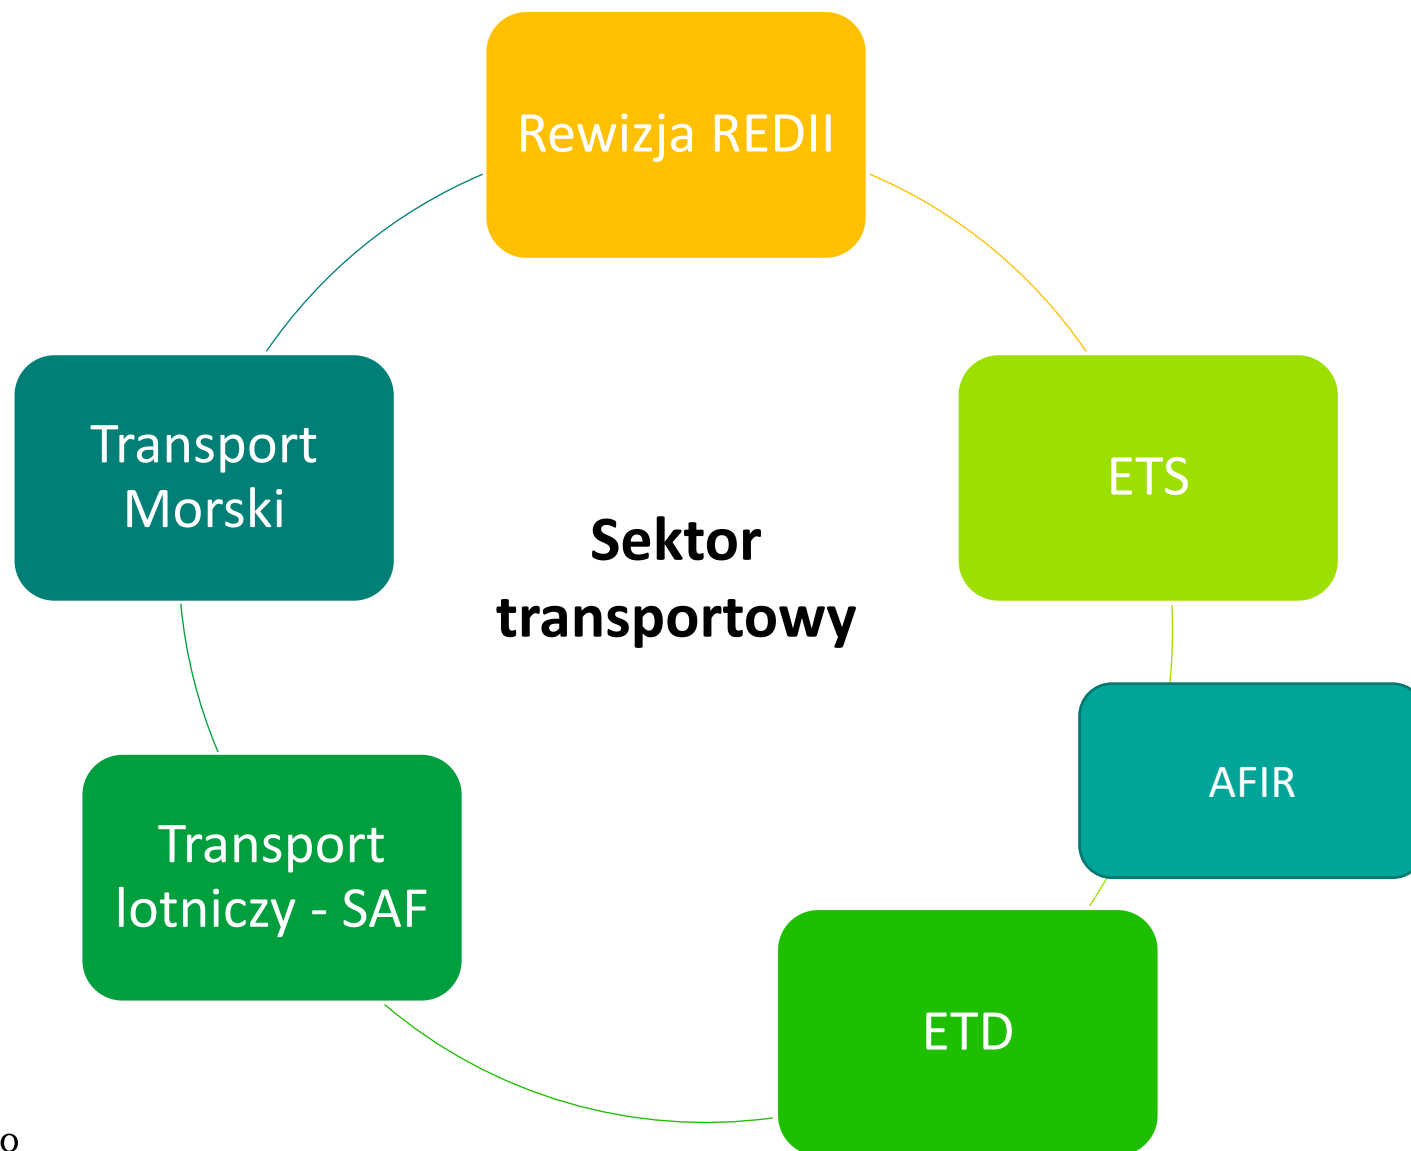 Rewizja REDII
Transport
Morski
ETS
Sektor
transportowy
AFIR
Transport
lotniczy - SAF
ETD
o